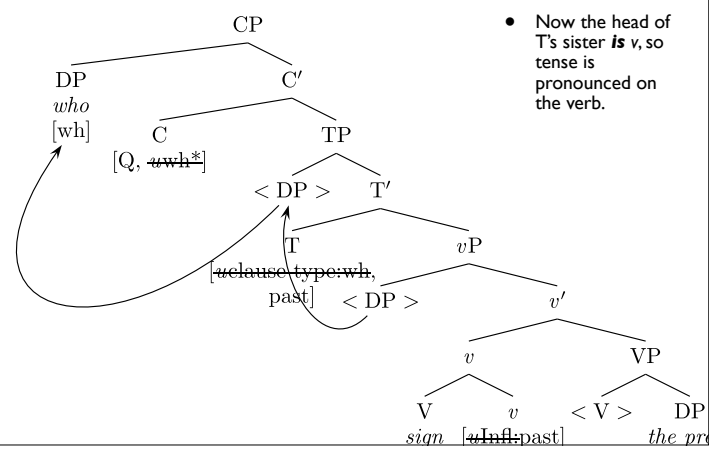 CP
• Now the head of
T's sister is v, so
tense is
pronounced on
the verb.
DP
C′
who
[wh]
C
TP
[Q, uwh*]
< DP >
T′
T
vP
[uclause type:wh,
past]
< DP >
v′
v
VP
V
v
< V >
DP
sign
[uInfl:past]
the